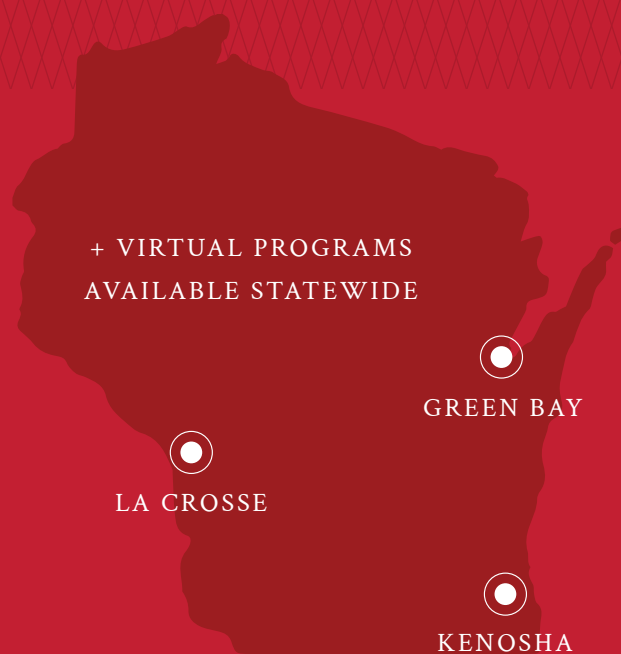 + VIRTUAL PROGRAMS
AVAILABLE STATEWIDE
GREEN BAY
LA CROSSE
KENOSHA